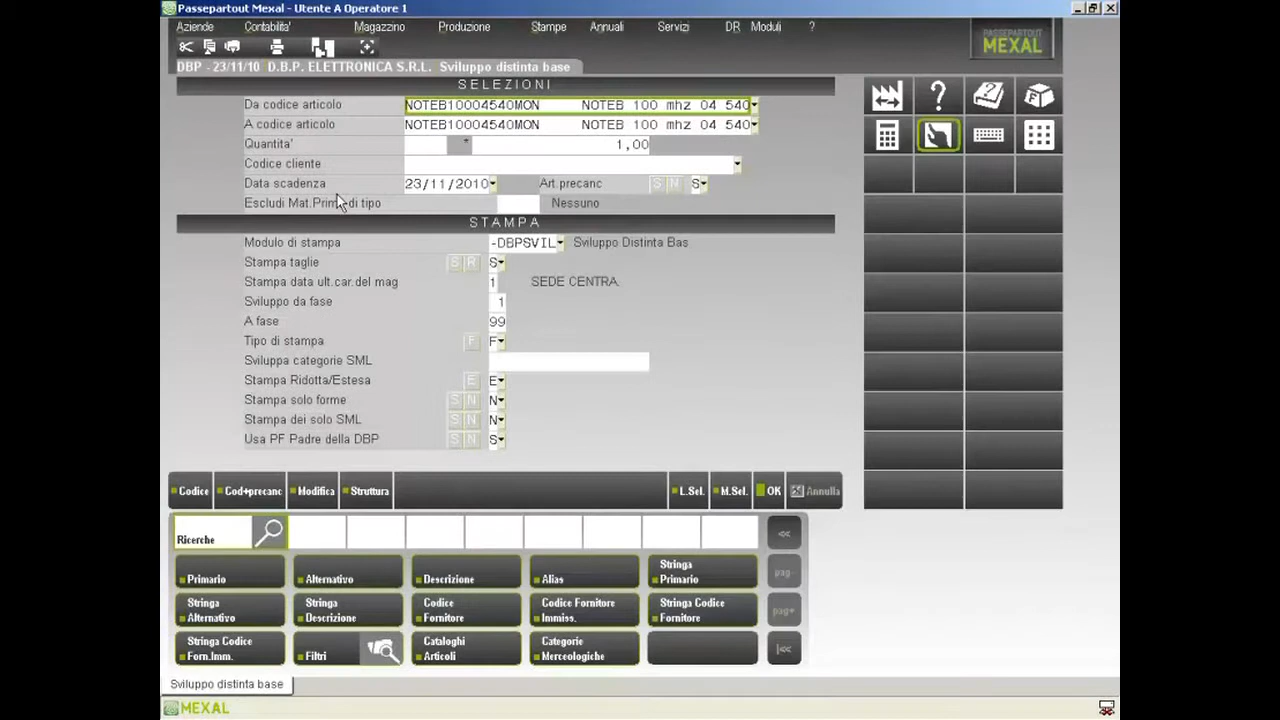 Passepartout Mexal - Utente A Operatore 1
Aziende Contabilita' Magazzino Produzione Stampe Annuali Servizi DR Moduli ?
PASSEPARTOUT
MEXAL
DBP - 23/11/10 D.B.P. ELETTRONICA S.R.L. Sviluppo distinta base
SELEZIONI
Da codice articolo NOTEB10004540MON NOTEB 100 mhz 04 540
A codice articolo NOTEB10004540MON NOTEB 100 mhz 04 540
Quantita' * 1,00
Codice cliente
Data scadenza 23/11/2010 Art.precanc S N S
Escludi Mat.Prime di tipo Nessuno
STAMPA
Modulo di stampa -DBPSVIL Sviluppo Distinta Bas
Stampa taglie S R S
Stampa data ult.car.del mag 1 SEDE CENTRA.
Sviluppo da fase 1
A fase 99
Tipo di stampa F F
Sviluppa categorie SML
Stampa Ridotta/Estesa E E
Stampa solo forme S N N
Stampa dei solo SML S N N
Usa PF Padre della DBP S N S
Codice Cod+precanc Modifica Struttura L.Sel. M.Sel. OK Annulla
Ricerche <<
Primario Alternativo Descrizione Alias Stringa Primario pag-
Stringa Alternativo Stringa Descrizione Codice Fornitore Codice Fornitore Immiss. Stringa Codice Fornitore pag+
Stringa Codice Forn.Imm. Filtri Cataloghi Articoli Categorie Merceologiche |<<
Sviluppo distinta base
MEXAL